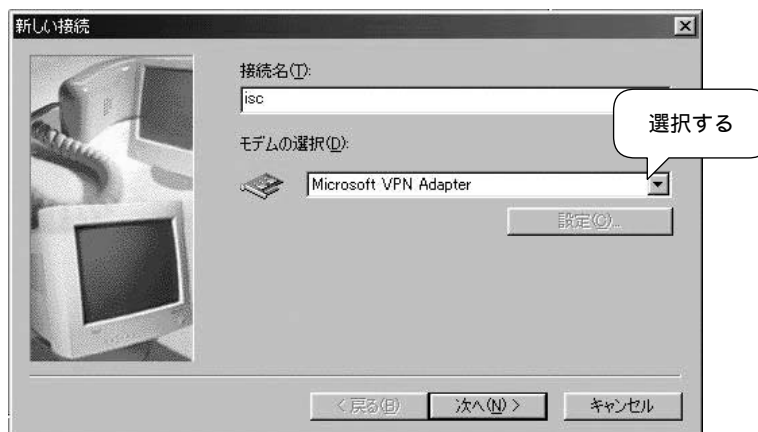 新しい接続
接続名(T):
isc
選択する
モデムの選択(D):
Microsoft VPN Adapter
設定(C)...
< 戻る(B)
次へ(N) >
キャンセル